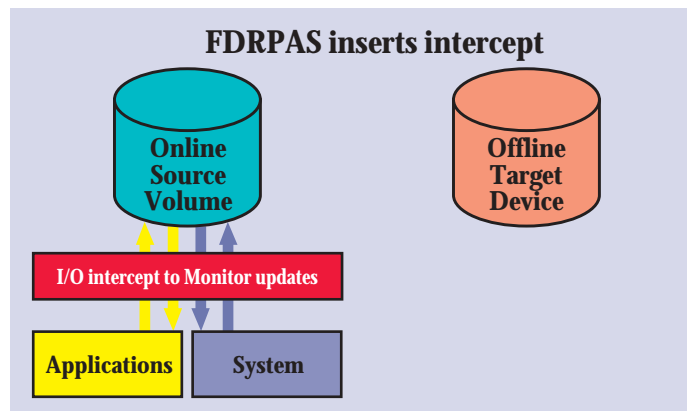 FDRPAS inserts intercept
Online
Source
Volume
Offline
Target
Device
I/O intercept to Monitor updates
Applications
System